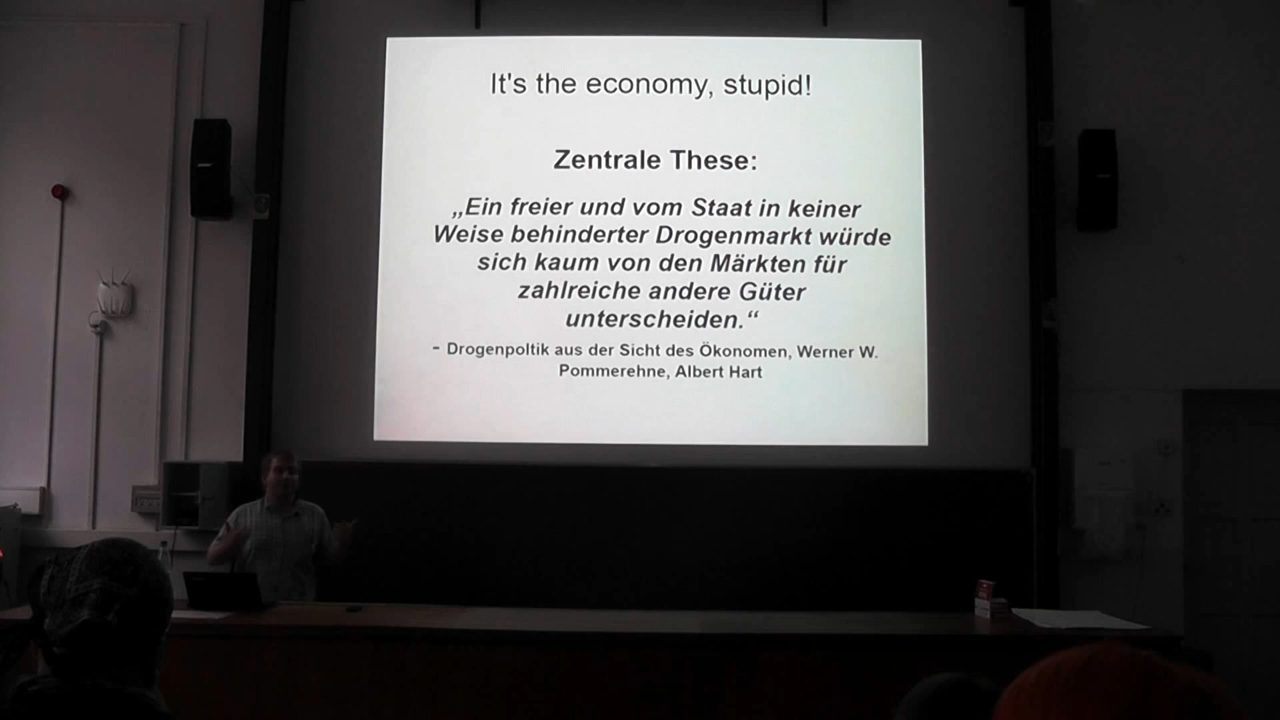 It's the economy, stupid!
Zentrale These:
„Ein freier und vom Staat in keiner
Weise behinderter Drogenmarkt würde
sich kaum von den Märkten für
zahlreiche andere Güter
unterscheiden.“
- Drogenpoltik aus der Sicht des Ökonomen, Werner W.
Pommerehne, Albert Hart